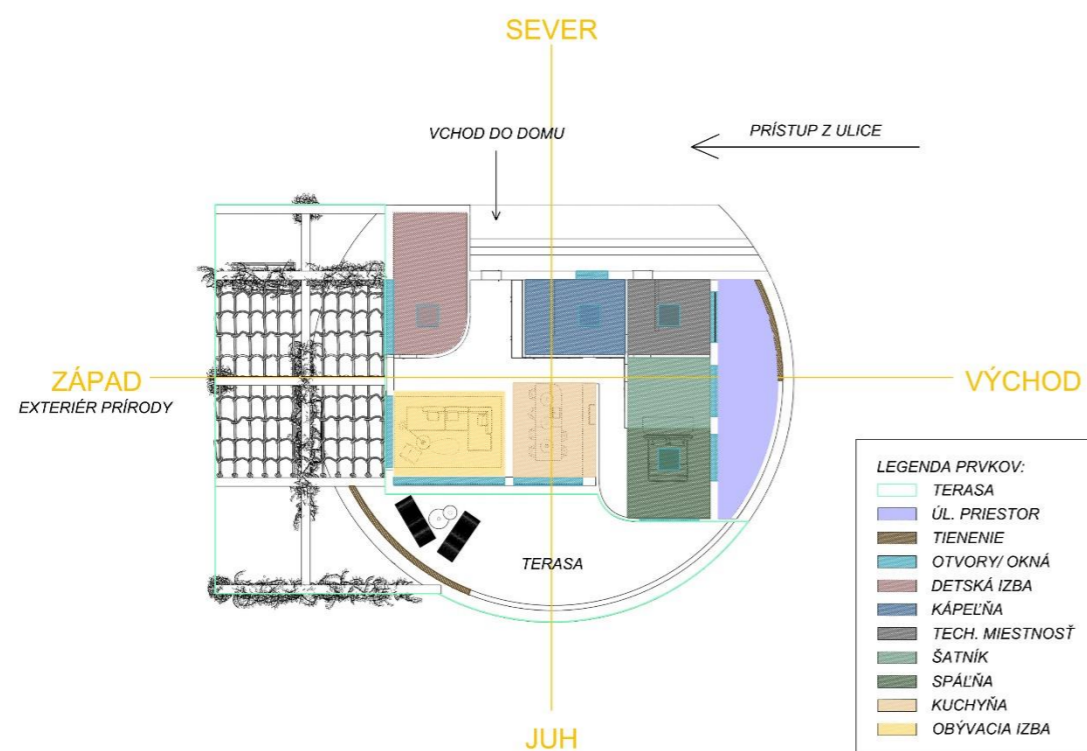 SEVER
VCHOD DO DOMU
PRÍSTUP Z ULICE
ZÁPAD
EXTERIÉR PRÍRODY
VÝCHOD
TERASA
JUH
LEGENDA PRVKOV:
TERASA
ÚL. PRIESTOR
TIENENIE
OTVORY/ OKNÁ
DETSKÁ IZBA
KÁPEĽŇA
TECH. MIESTNOSŤ
ŠATNÍK
SPÁĽŇA
KUCHYŇA
OBÝVACIA IZBA